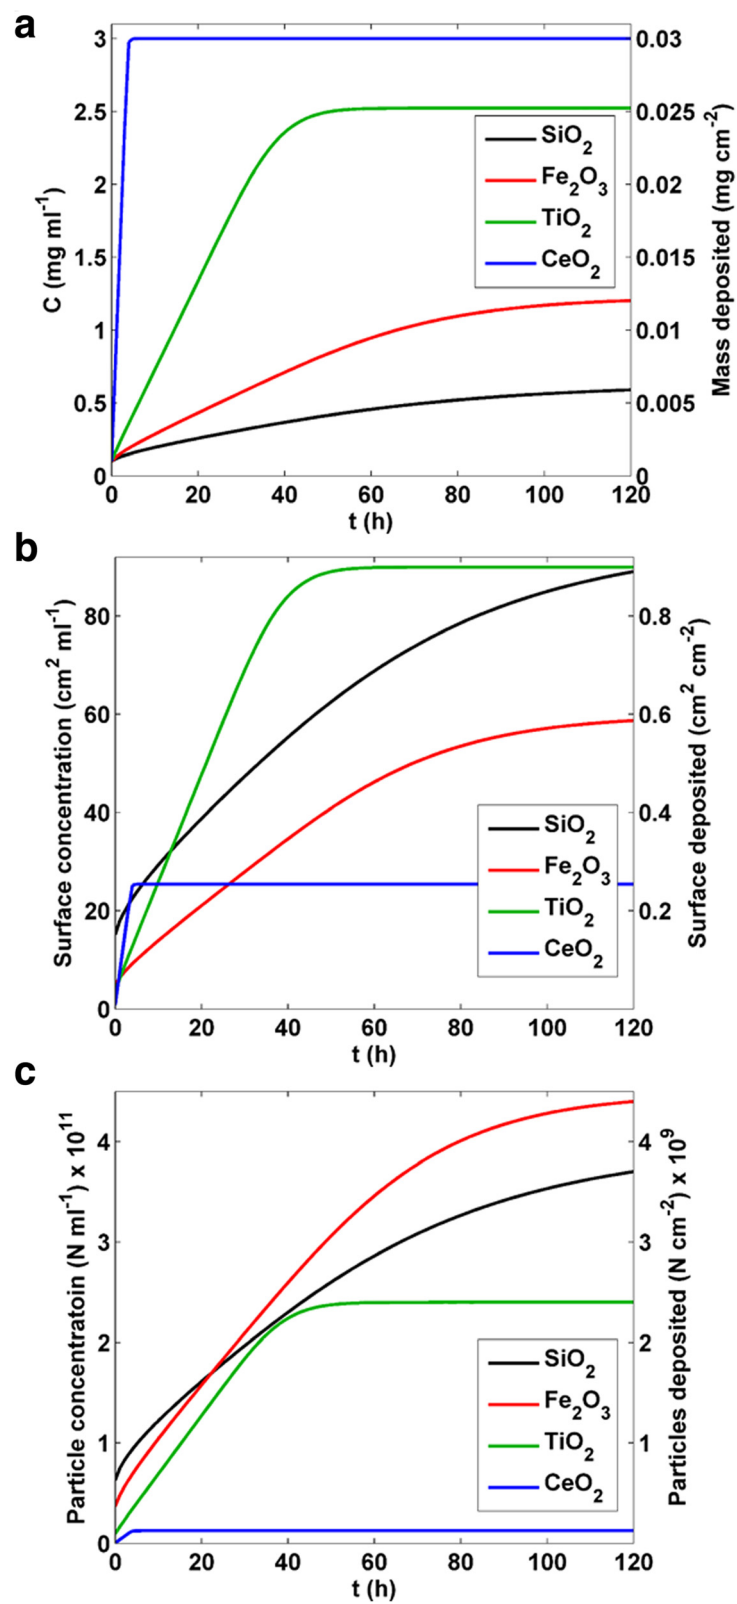 a
C (mg ml⁻¹)
3
2.5
2
1.5
1
0.5
0
0.03
0.025
0.02
0.015
0.01
0.005
0
Mass deposited (mg cm⁻²)
SiO₂
Fe₂O₃
TiO₂
CeO₂
0 20 40 60 80 100 120
t (h)
b
Surface concentration (cm² ml⁻¹)
80
60
40
20
0
0.8
0.6
0.4
0.2
Surface deposited (cm² cm⁻²)
SiO₂
Fe₂O₃
TiO₂
CeO₂
0 20 40 60 80 100 120
t (h)
c
Particle concentratoin (N ml⁻¹) x 10¹¹
4
3
2
1
0
4
3
2
1
Particles deposited (N cm⁻²) x 10⁹
SiO₂
Fe₂O₃
TiO₂
CeO₂
0 20 40 60 80 100 120
t (h)